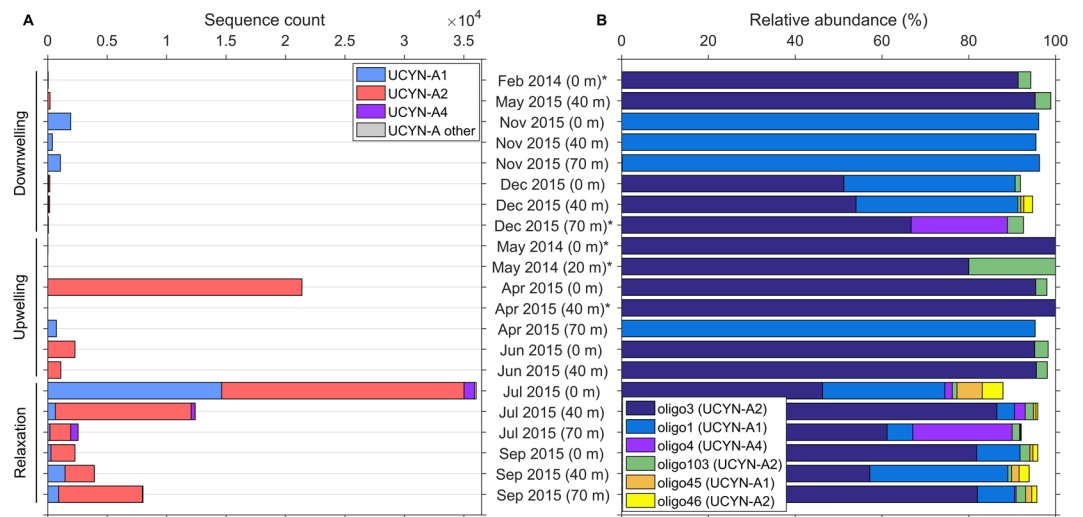 A
Sequence count
×10⁴
0 0.5 1 1.5 2 2.5 3 3.5
UCYN-A1
UCYN-A2
UCYN-A4
UCYN-A other
Downwelling
Upwelling
Relaxation
B
Relative abundance (%)
0 20 40 60 80 100
Feb 2014 (0 m)*
May 2015 (40 m)
Nov 2015 (0 m)
Nov 2015 (40 m)
Nov 2015 (70 m)
Dec 2015 (0 m)
Dec 2015 (40 m)
Dec 2015 (70 m)*
May 2014 (0 m)*
May 2014 (20 m)*
Apr 2015 (0 m)
Apr 2015 (40 m)*
Apr 2015 (70 m)
Jun 2015 (0 m)
Jun 2015 (40 m)
Jul 2015 (0 m)
Jul 2015 (40 m)
Jul 2015 (70 m)
Sep 2015 (0 m)
Sep 2015 (40 m)
Sep 2015 (70 m)
oligo3 (UCYN-A2)
oligo1 (UCYN-A1)
oligo4 (UCYN-A4)
oligo103 (UCYN-A2)
oligo45 (UCYN-A1)
oligo46 (UCYN-A2)